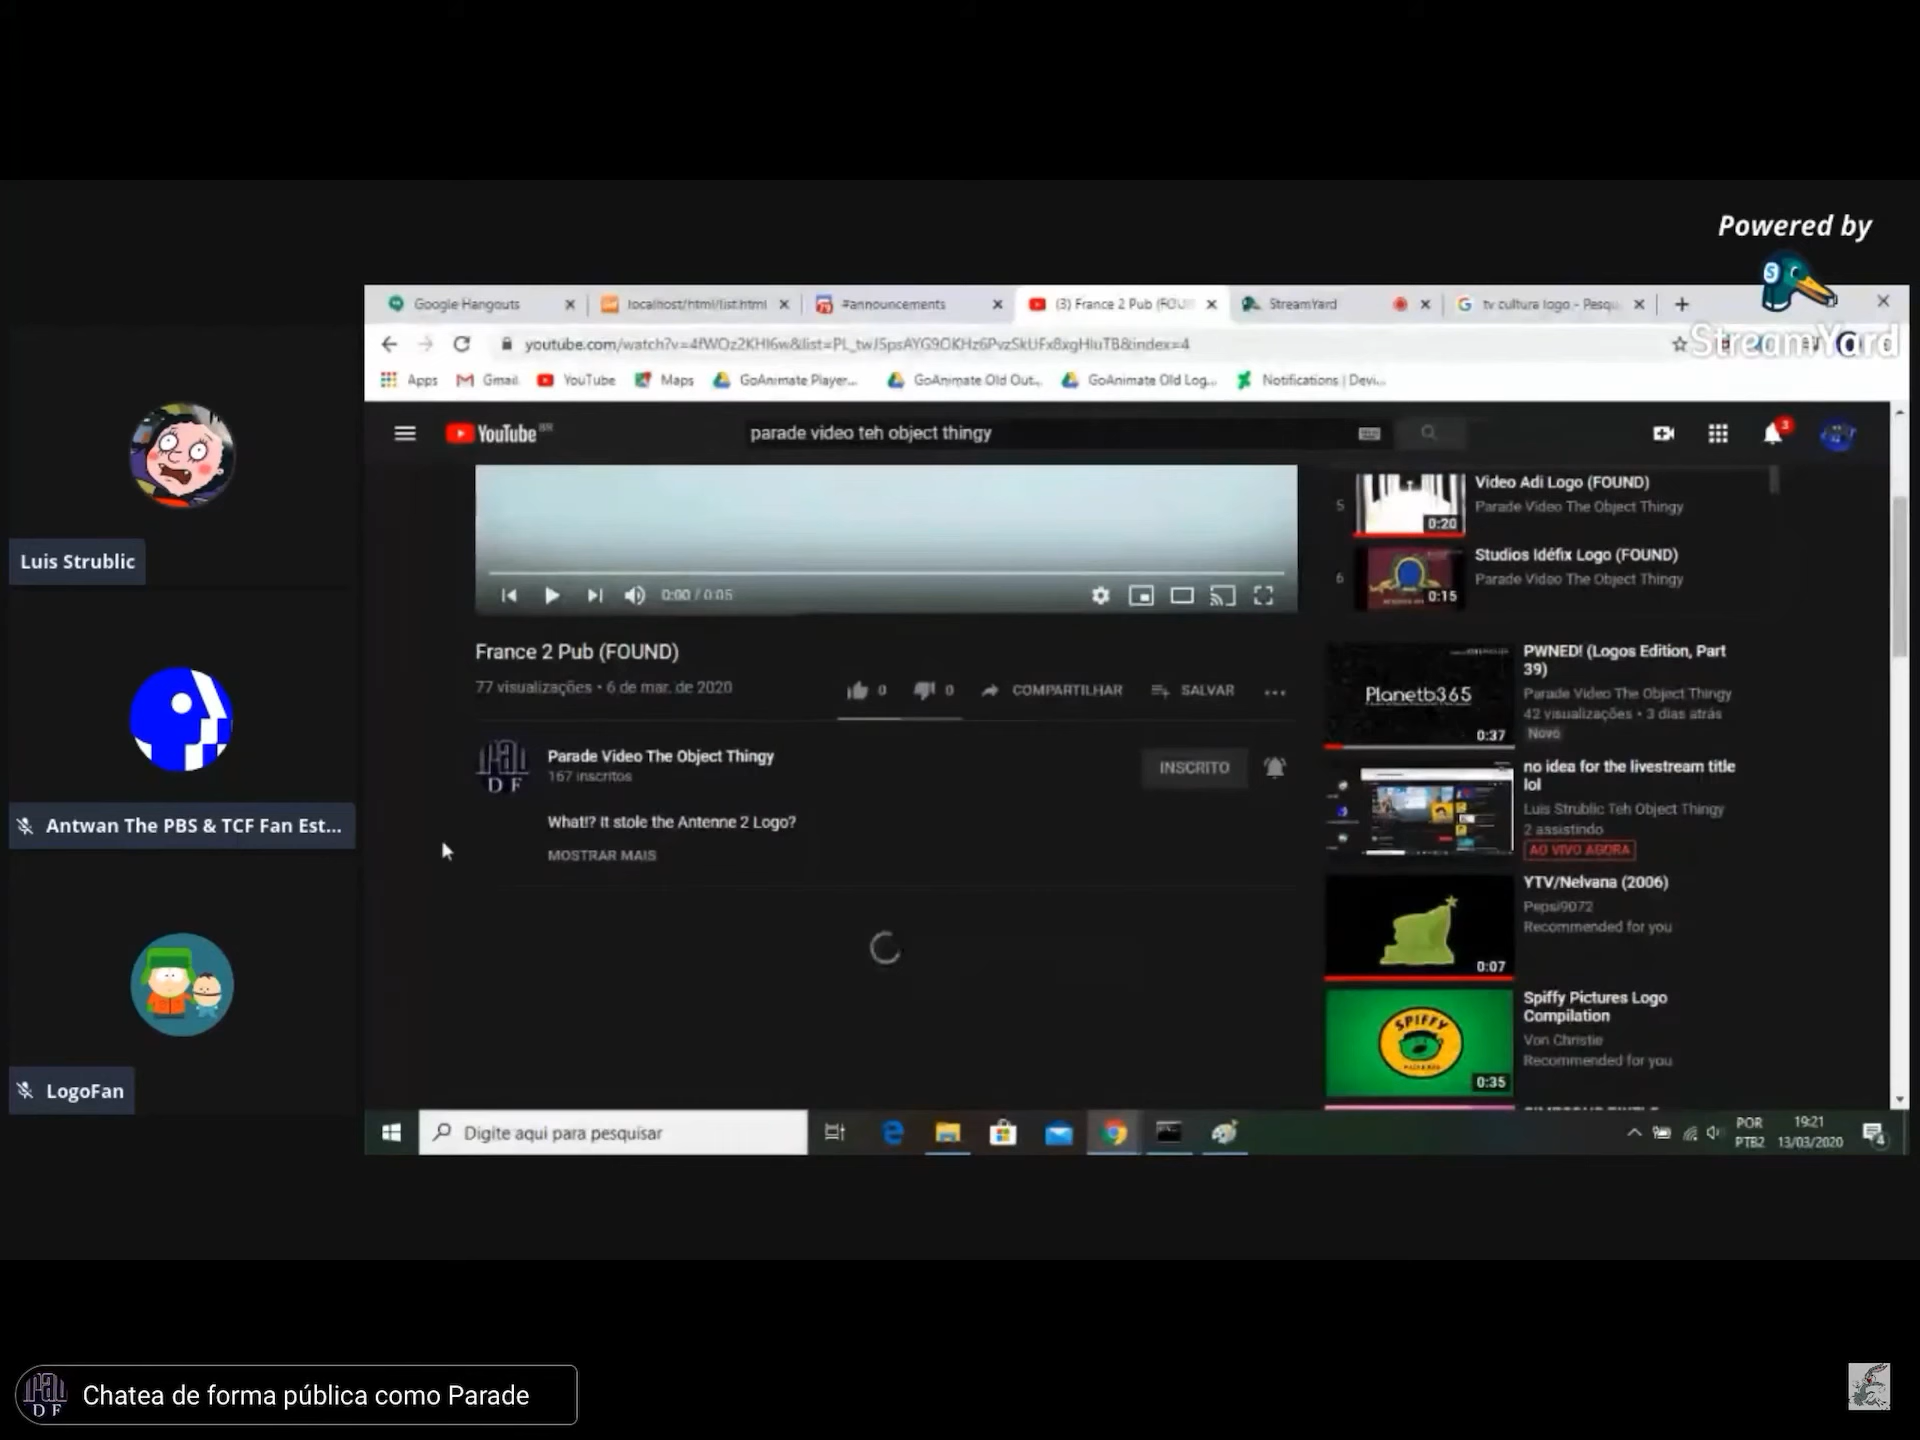 Powered by
StreamYard
Google Hangouts
localhost/html/list.html
#announcements
(3) France 2 Pub (FOU
StreamYard
tv cultura logo - Pesqu
youtube.com/watch?v=4fWOz2KHI6w&list=PL_twJ5psAYG9OKHz6PvzSkUFx8xgHluTB&index=4
Apps
Gmail
YouTube
Maps
GoAnimate Player...
GoAnimate Old Out...
GoAnimate Old Log...
Notifications | Devi...
YouTube BR
parade video teh object thingy
3
5
0:20
Video Adi Logo (FOUND)
Parade Video The Object Thingy
6
0:15
Studios Idéfix Logo (FOUND)
Parade Video The Object Thingy
0:00 / 0:05
France 2 Pub (FOUND)
77 visualizações • 6 de mar. de 2020
0
0
COMPARTILHAR
SALVAR
DF
Parade Video The Object Thingy
167 inscritos
INSCRITO
What!? It stole the Antenne 2 Logo?
MOSTRAR MAIS
Planetb365
0:37
PWNED! (Logos Edition, Part
39)
Parade Video The Object Thingy
42 visualizações • 3 dias atrás
Novo
no idea for the livestream title
lol
Luis Strublic Teh Object Thingy
2 assistindo
AO VIVO AGORA
0:07
YTV/Nelvana (2006)
Pepsi9072
Recommended for you
SPIFFY
0:35
Spiffy Pictures Logo
Compilation
Von Christie
Recommended for you
Luis Strublic
Antwan The PBS & TCF Fan Est...
LogoFan
Digite aqui para pesquisar
POR
PTB2
19:21
13/03/2020
4
DF
Chatea de forma pública como Parade